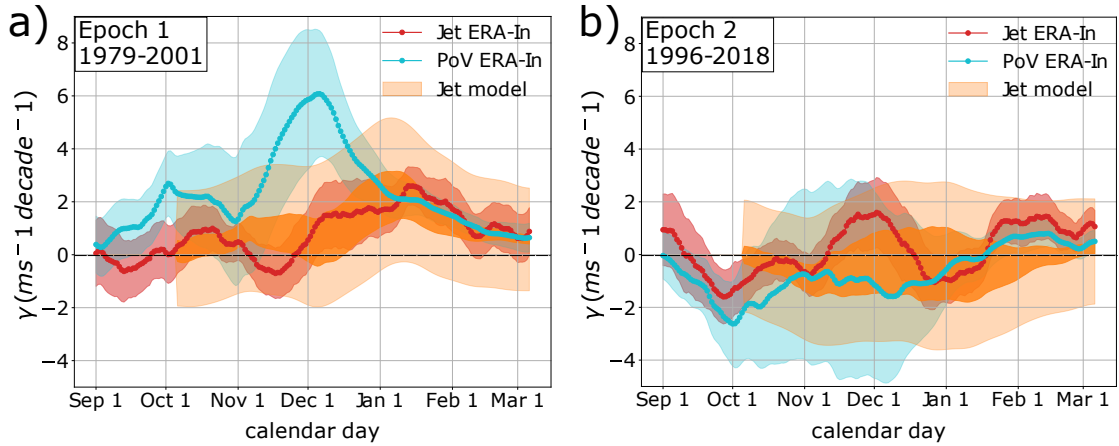 a)
Epoch 1
1979-2001
Jet ERA-In
PoV ERA-In
Jet model
γ(ms⁻¹ decade⁻¹)
8
6
4
2
0
−2
−4
Sep 1 Oct 1 Nov 1 Dec 1 Jan 1 Feb 1 Mar 1
calendar day
b)
Epoch 2
1996-2018
Jet ERA-In
PoV ERA-In
Jet model
γ(ms⁻¹ decade⁻¹)
8
6
4
2
0
−2
−4
Sep 1 Oct 1 Nov 1 Dec 1 Jan 1 Feb 1 Mar 1
calendar day